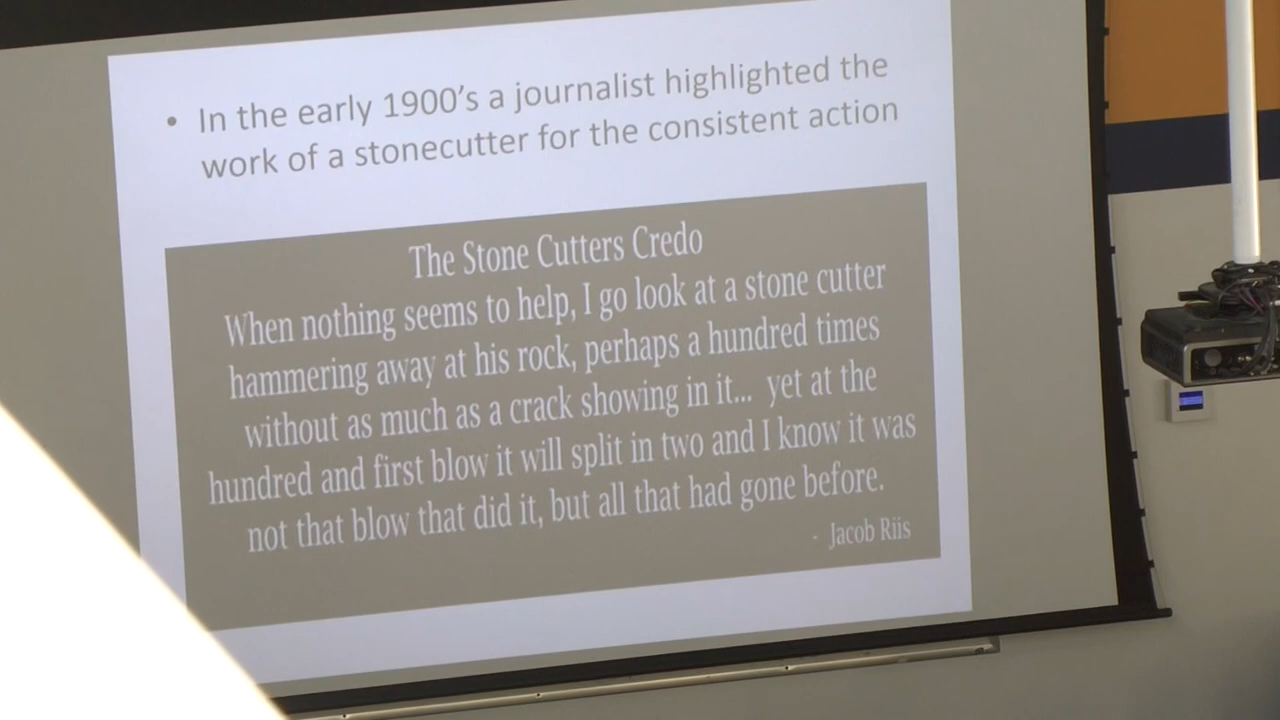 • In the early 1900's a journalist highlighted the
work of a stonecutter for the consistent action
The Stone Cutters Credo
When nothing seems to help, I go look at a stone cutter
hammering away at his rock, perhaps a hundred times
without as much as a crack showing in it... yet at the
hundred and first blow it will split in two and I know it was
not that blow that did it, but all that had gone before.
- Jacob Riis